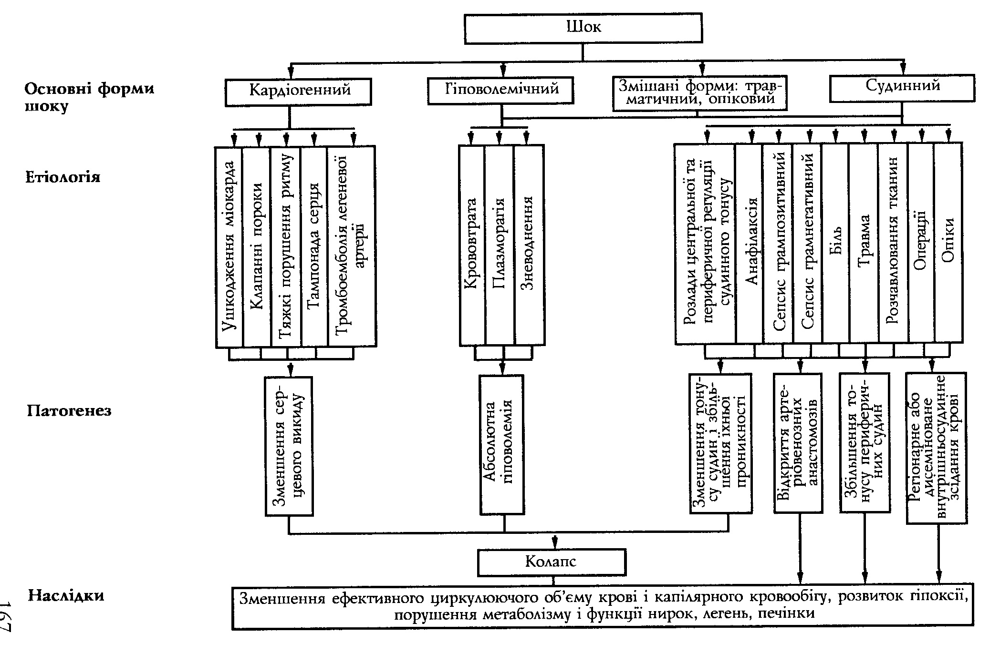 Шок
Основні форми
шоку
Кардіогенний
Гіповолемічний
Змішані форми: трав-
матичний, опіковий
Судинний
Етіологія
Ушкодження міокарда
Клапанні пороки
Тяжкі порушення ритму
Тампонада серця
Тромбоемболія легеневої
артерії
Крововтрата
Плазморагія
Зневоднення
Розлади центральної та
периферичної регуляції
судинного тонусу
Анафілаксія
Сепсис грампозитивний
Сепсис грамнегативний
Біль
Травма
Розчавлювання тканин
Операції
Опіки
Патогенез
Зменшення сер-
цевого викиду
Абсолютна
гіповолемія
Зменшення тону-
су судин і збіль-
шення їхньої
проникності
Відкриття арте-
ріовенозних
анастомозів
Збільшення то-
нусу периферич-
них судин
Регіонарне або
дисеміноване
внутрішньосудинне
зсідання крові
Колапс
Наслідки
Зменшення ефективного циркулюючого об’єму крові і капілярного кровообігу, розвиток гіпоксії,
порушення метаболізму і функції нирок, легень, печінки
167